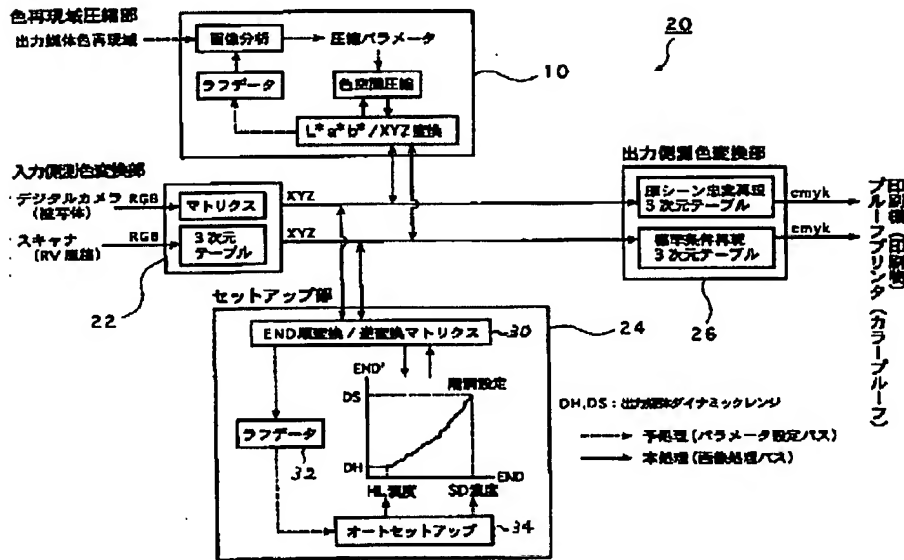 色再現域圧縮部
出力媒体色再現域
画像分析
圧縮パラメータ
ラフデータ
色空間圧縮
L*a*b*/XYZ変換
10
20
入力側測色変換部
デジタルカメラ
(被写体)
RGB
マトリクス
XYZ
スキャナ
(RV原稿)
RGB
3次元
テーブル
XYZ
22
出力側測色変換部
原シーン忠実再現
3次元テーブル
cmyk
標準条件再現
3次元テーブル
cmyk
26
印刷機(印刷物)
プルーフプリンタ(カラープルーフ)
セットアップ部
END順変換/逆変換マトリクス
30
24
END'
階調設定
DS
DH
END
HL濃度
SD濃度
ラフデータ
32
オートセットアップ
34
DH,DS:出力媒体ダイナミックレンジ
予処理(パラメータ設定パス)
本処理(画像処理パス)